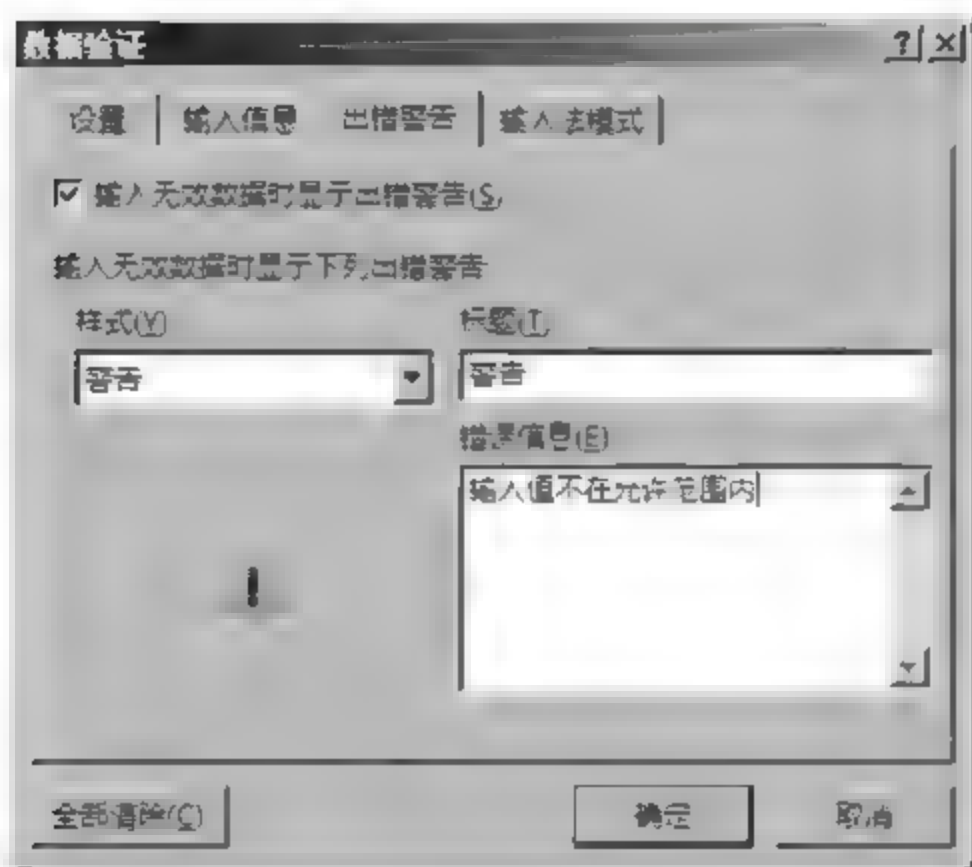 数据验证
设置 输入信息 出错警告 输入法模式
输入无效数据时显示出错警告(S)
输入无效数据时显示下列出错警告
样式(Y) 标题(T)
警告 警告
错误信息(E)
输入值不在允许范围内
!
全部清除(C) 确定 取消